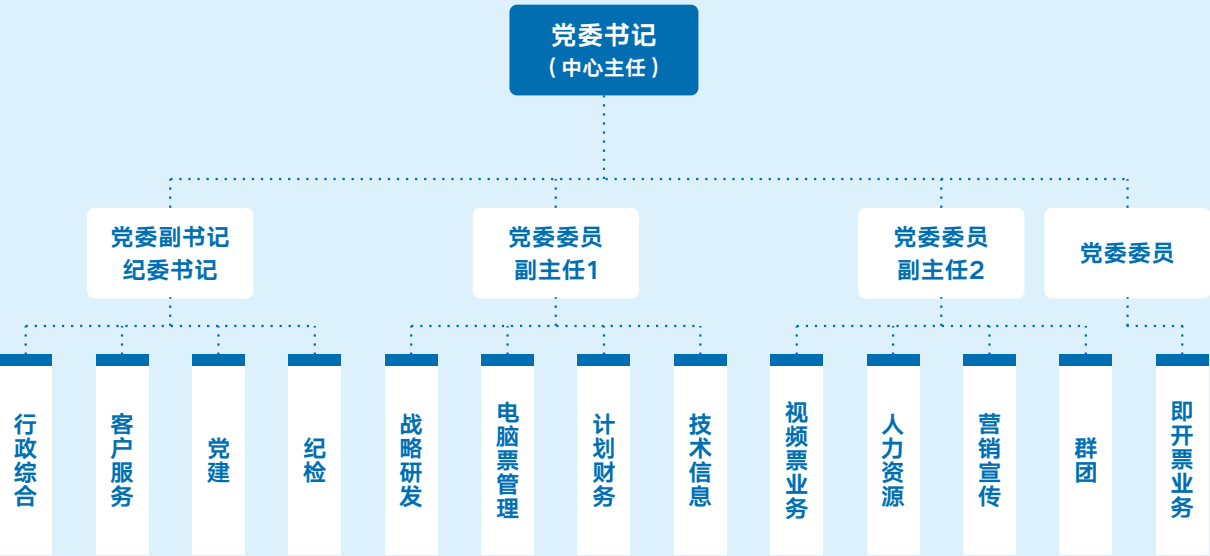 党委书记
（中心主任）
党委副书记
纪委书记
党委委员
副主任1
党委委员
副主任2
党委委员
行政综合
客户服务
党建
纪检
战略研发
电脑票管理
计划财务
技术信息
视频票业务
人力资源
营销宣传
群团
即开票业务